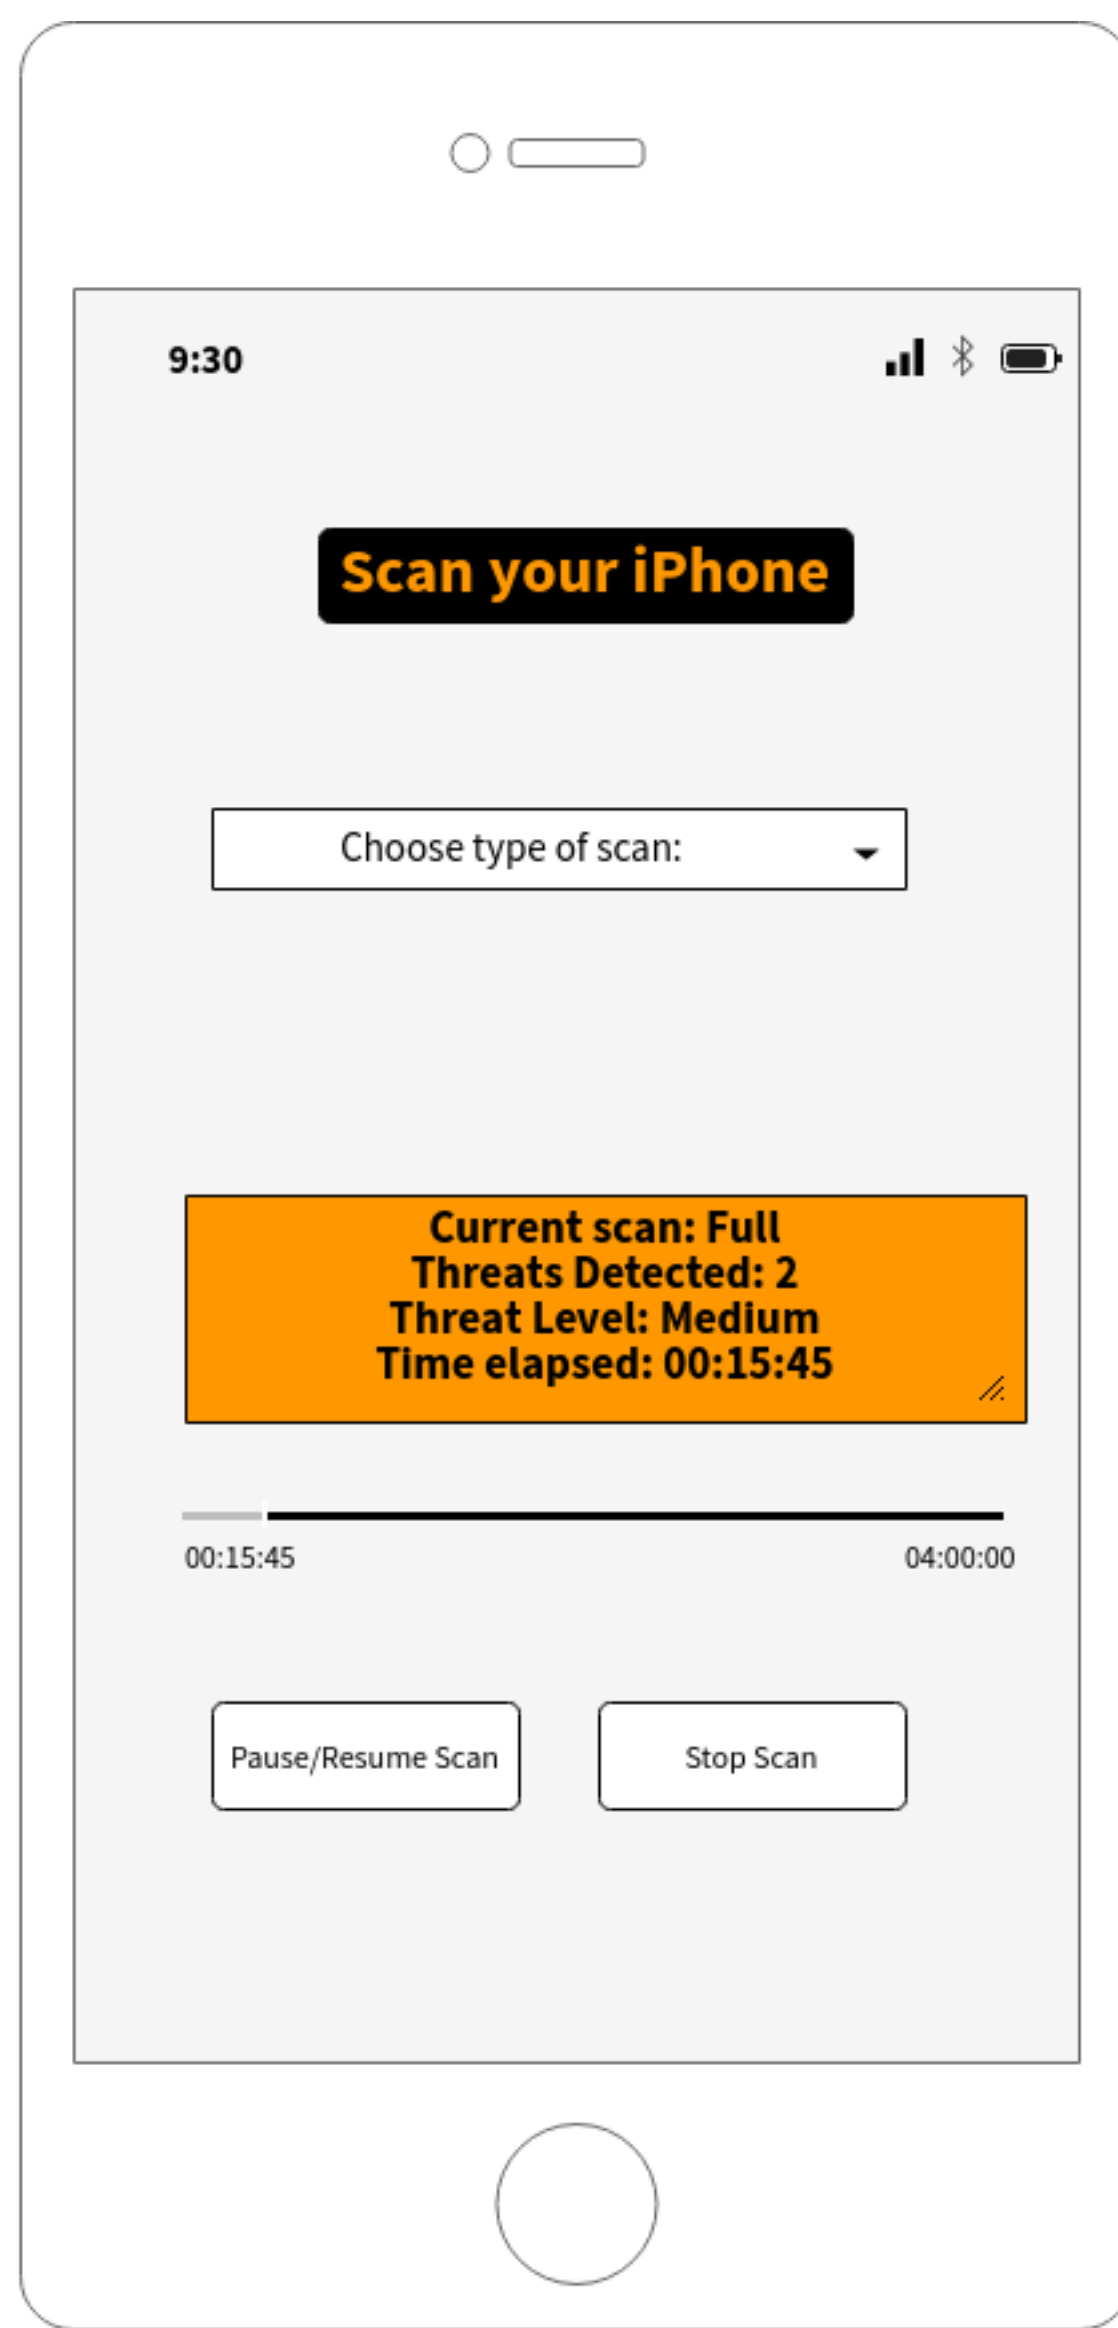 9:30
Scan your iPhone
Choose type of scan:
Current scan: Full
Threats Detected: 2
Threat Level: Medium
Time elapsed: 00:15:45
00:15:45 04:00:00
Pause/Resume Scan Stop Scan